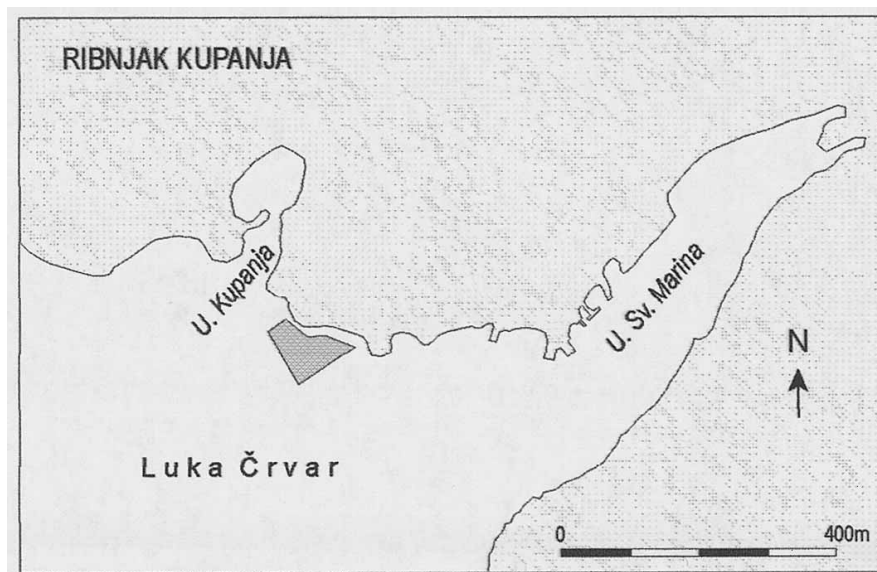 RIBNJAK KUPANJA
U. Kupanja
U. Sv. Marina
N
Luka Črvar
0 400m